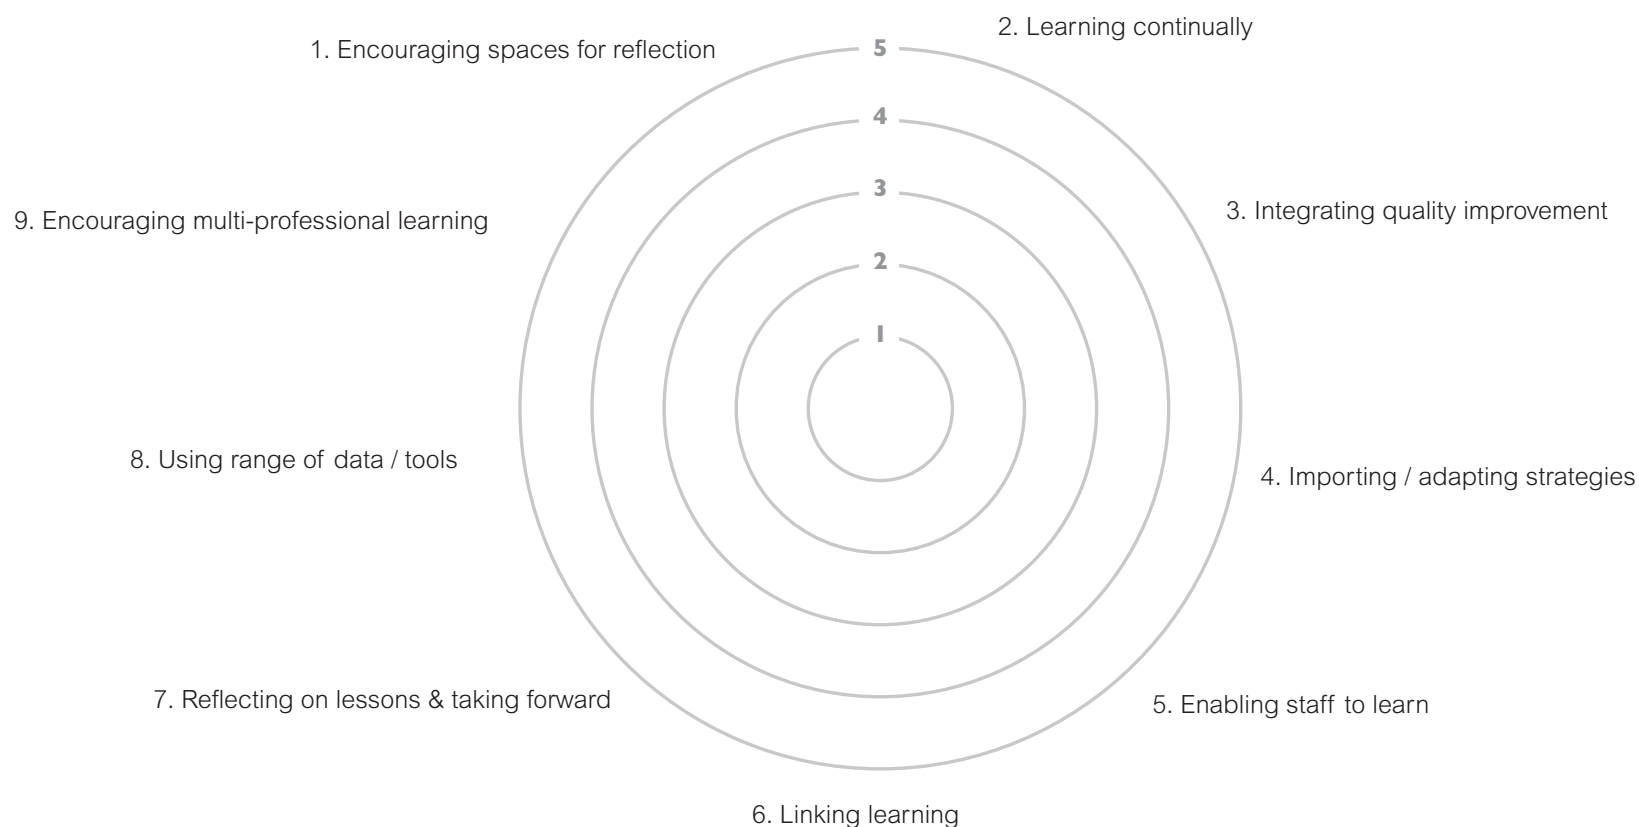 1. Encouraging spaces for reflection
2. Learning continually
3. Integrating quality improvement
4. Importing / adapting strategies
5. Enabling staff to learn
6. Linking learning
7. Reflecting on lessons & taking forward
8. Using range of data / tools
9. Encouraging multi-professional learning
5
4
3
2
1